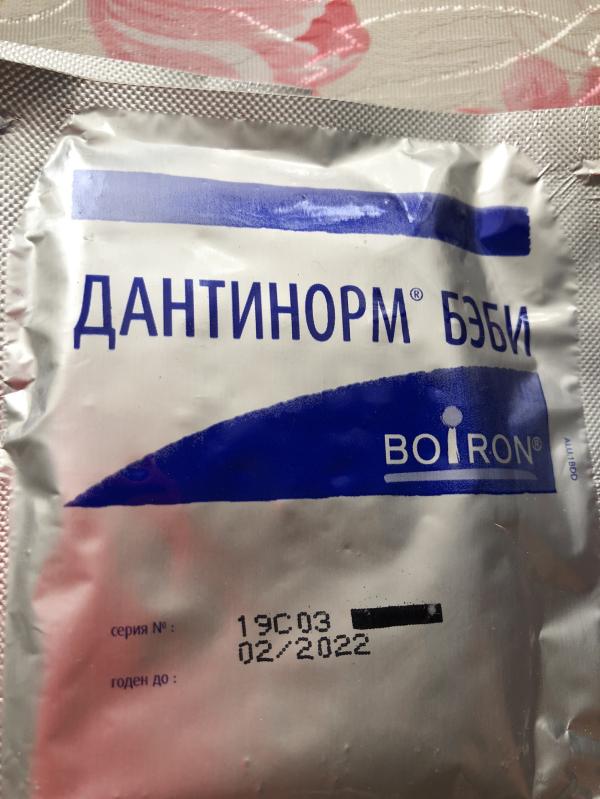 ДАНТИНОРМ® БЭБИ
BOIRON®
серия № : 19C03
02/2022
годен до :